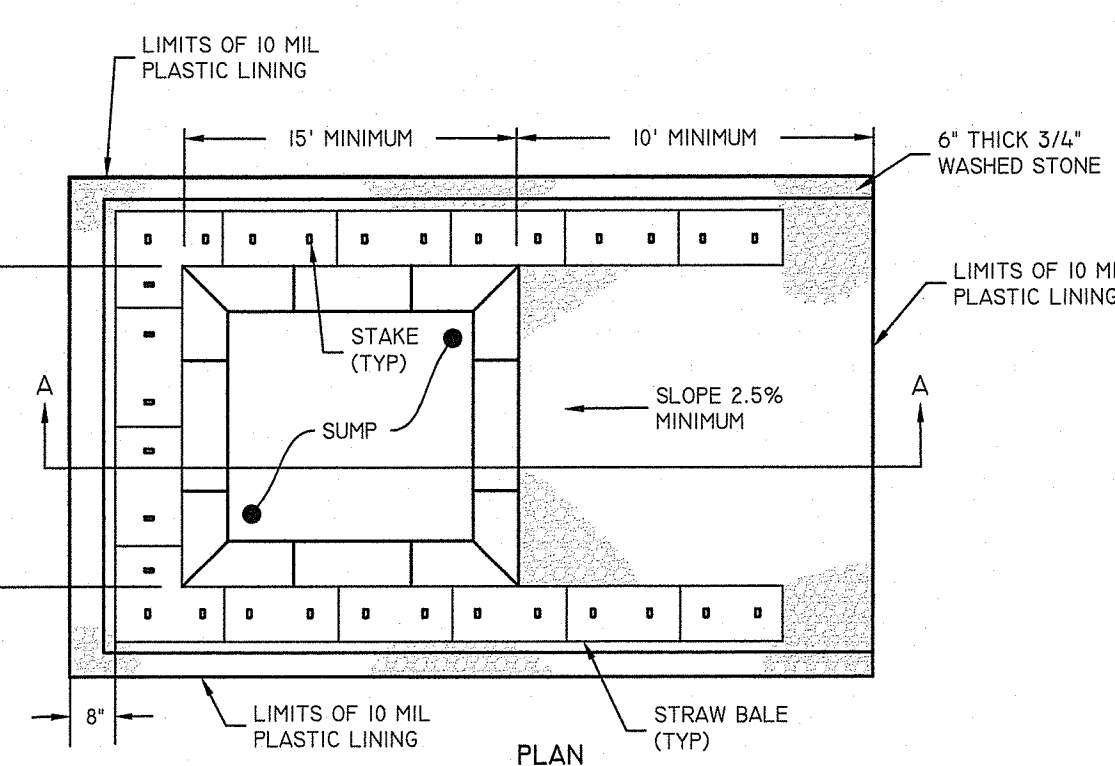 LIMITS OF 10 MIL
PLASTIC LINING
15' MINIMUM
10' MINIMUM
6" THICK 3/4"
WASHED STONE
LIMITS OF 10
PLASTIC LINING
STAKE
(TYP)
A
SLOPE 2.5%
MINIMUM
A
SUMP
8"
LIMITS OF 10 MIL
PLASTIC LINING
STRAW BALE
(TYP)
PLAN